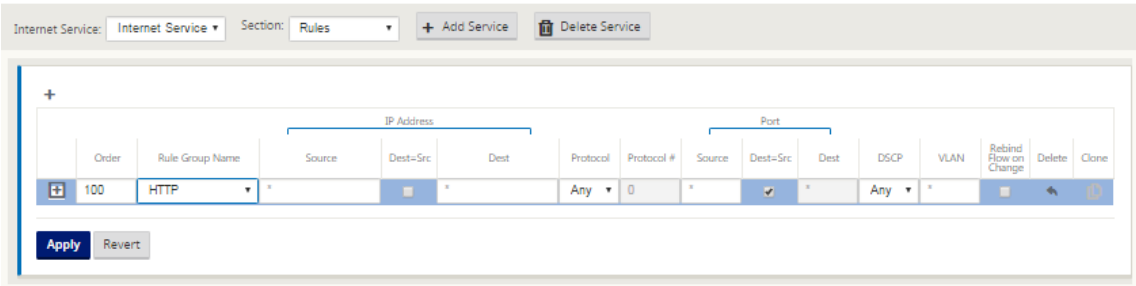 Internet Service: Internet Service Section: Rules + Add Service Delete Service
+
IP Address Port
Order Rule Group Name Source Dest=Src Dest Protocol Protocol # Source Dest=Src Dest DSCP VLAN Rebind Flow on Change Delete Clone
100 HTTP * * Any 0 * * Any *
Apply Revert